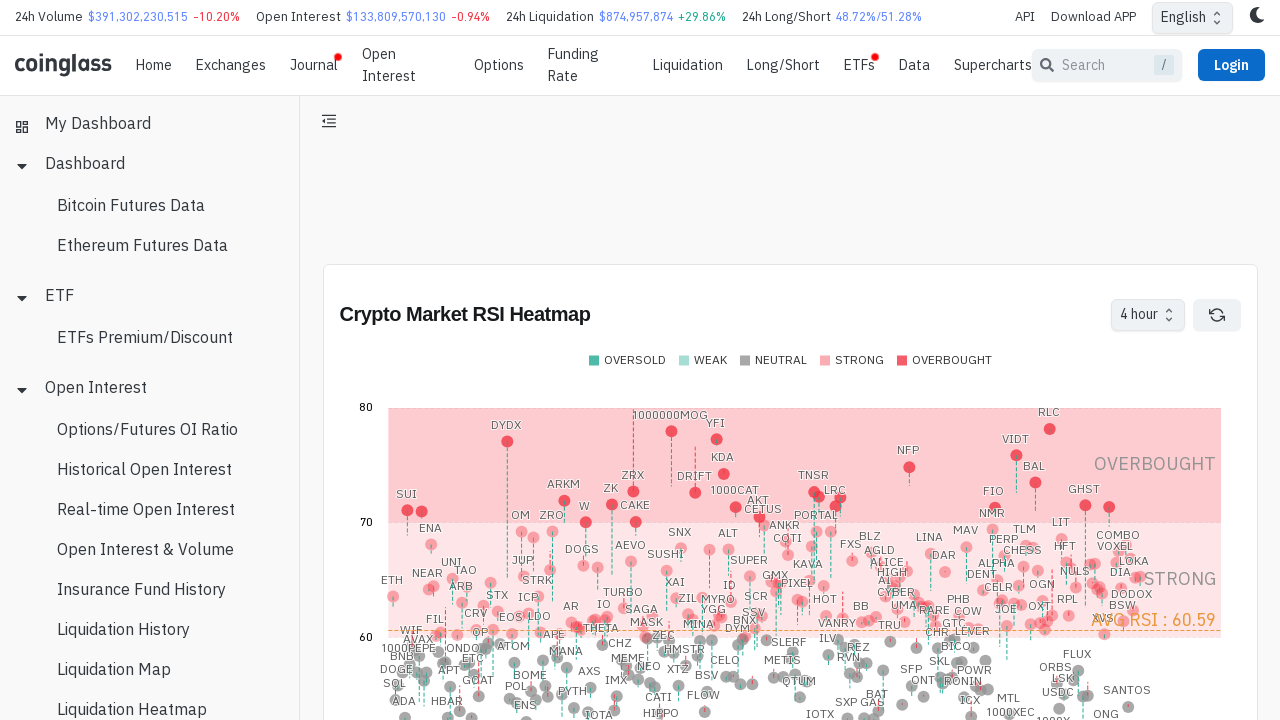 24h Volume $391,302,230,515 -10.20% Open Interest $133,809,570,130 -0.94% 24h Liquidation $874,957,874 +29.86% 24h Long/Short 48.72%/51.28% API Download APP English
coinglass Home Exchanges Journal Open Interest Options Funding Rate Liquidation Long/Short ETFs Data Supercharts Search / Login
My Dashboard
Dashboard
Bitcoin Futures Data
Ethereum Futures Data
ETF
ETFs Premium/Discount
Open Interest
Options/Futures OI Ratio
Historical Open Interest
Real-time Open Interest
Open Interest & Volume
Insurance Fund History
Liquidation History
Liquidation Map
Liquidation Heatmap
Crypto Market RSI Heatmap 4 hour
OVERSOLD WEAK NEUTRAL STRONG OVERBOUGHT
80
1000000MOG RLC
DYDX YFI
VIDT
NFP KDA OVERBOUGHT
BAL
ZRX DRIFT TNSR
ARKM ZK 1000CAT LRC FIO GHST
SUI AKT
W CAKE CETUS
OM ZRO PORTAL NMR
70
ENA ANKR LIT
SNX ALT COTI BLZ LINA MAV TLM COMBO
DOGS AEVO FXS PERP HFT VOXEL
SUSHI AGLD DAR CHESS
UNI JUP SUPER KAVA ALICE ALPHA LOKA
NEAR TAO HIGH DENT NULS DIA STRONG
ETH ARB STRK XAI ID GMX PIXEL CELR OGN
STX ICP TURBO ZIL MYRO SCR HOT CYBER PHB RPL DODOX
CRV AR IO SAGA YGG SSV BB UMA RARE COW JOE OXT BSW
FIL EOS LDO MASK MINA BNX VANRY TRU GTC XVS AVG RSI : 60.59
WIF OP APE THETA ZEC DYM CHR LEVER
60
AVAX ATOM CHZ HMSTR SLERF ILV REZ BICO
1000PEPE ONDO MANA
BNB ETC MEME CELO METIS RVN SKL FLUX
DOGE APT BOME AXS NEO XTZ SFP POWR ORBS
SOL GOAT POL PYTH IMX BSV QTUM ONT RONIN LSK
ADA HBAR ENS CATI FLOW BAT ICX MTL USDC SANTOS
IOTA HIPPO IOTX SXP GAS 1000XEC ONG